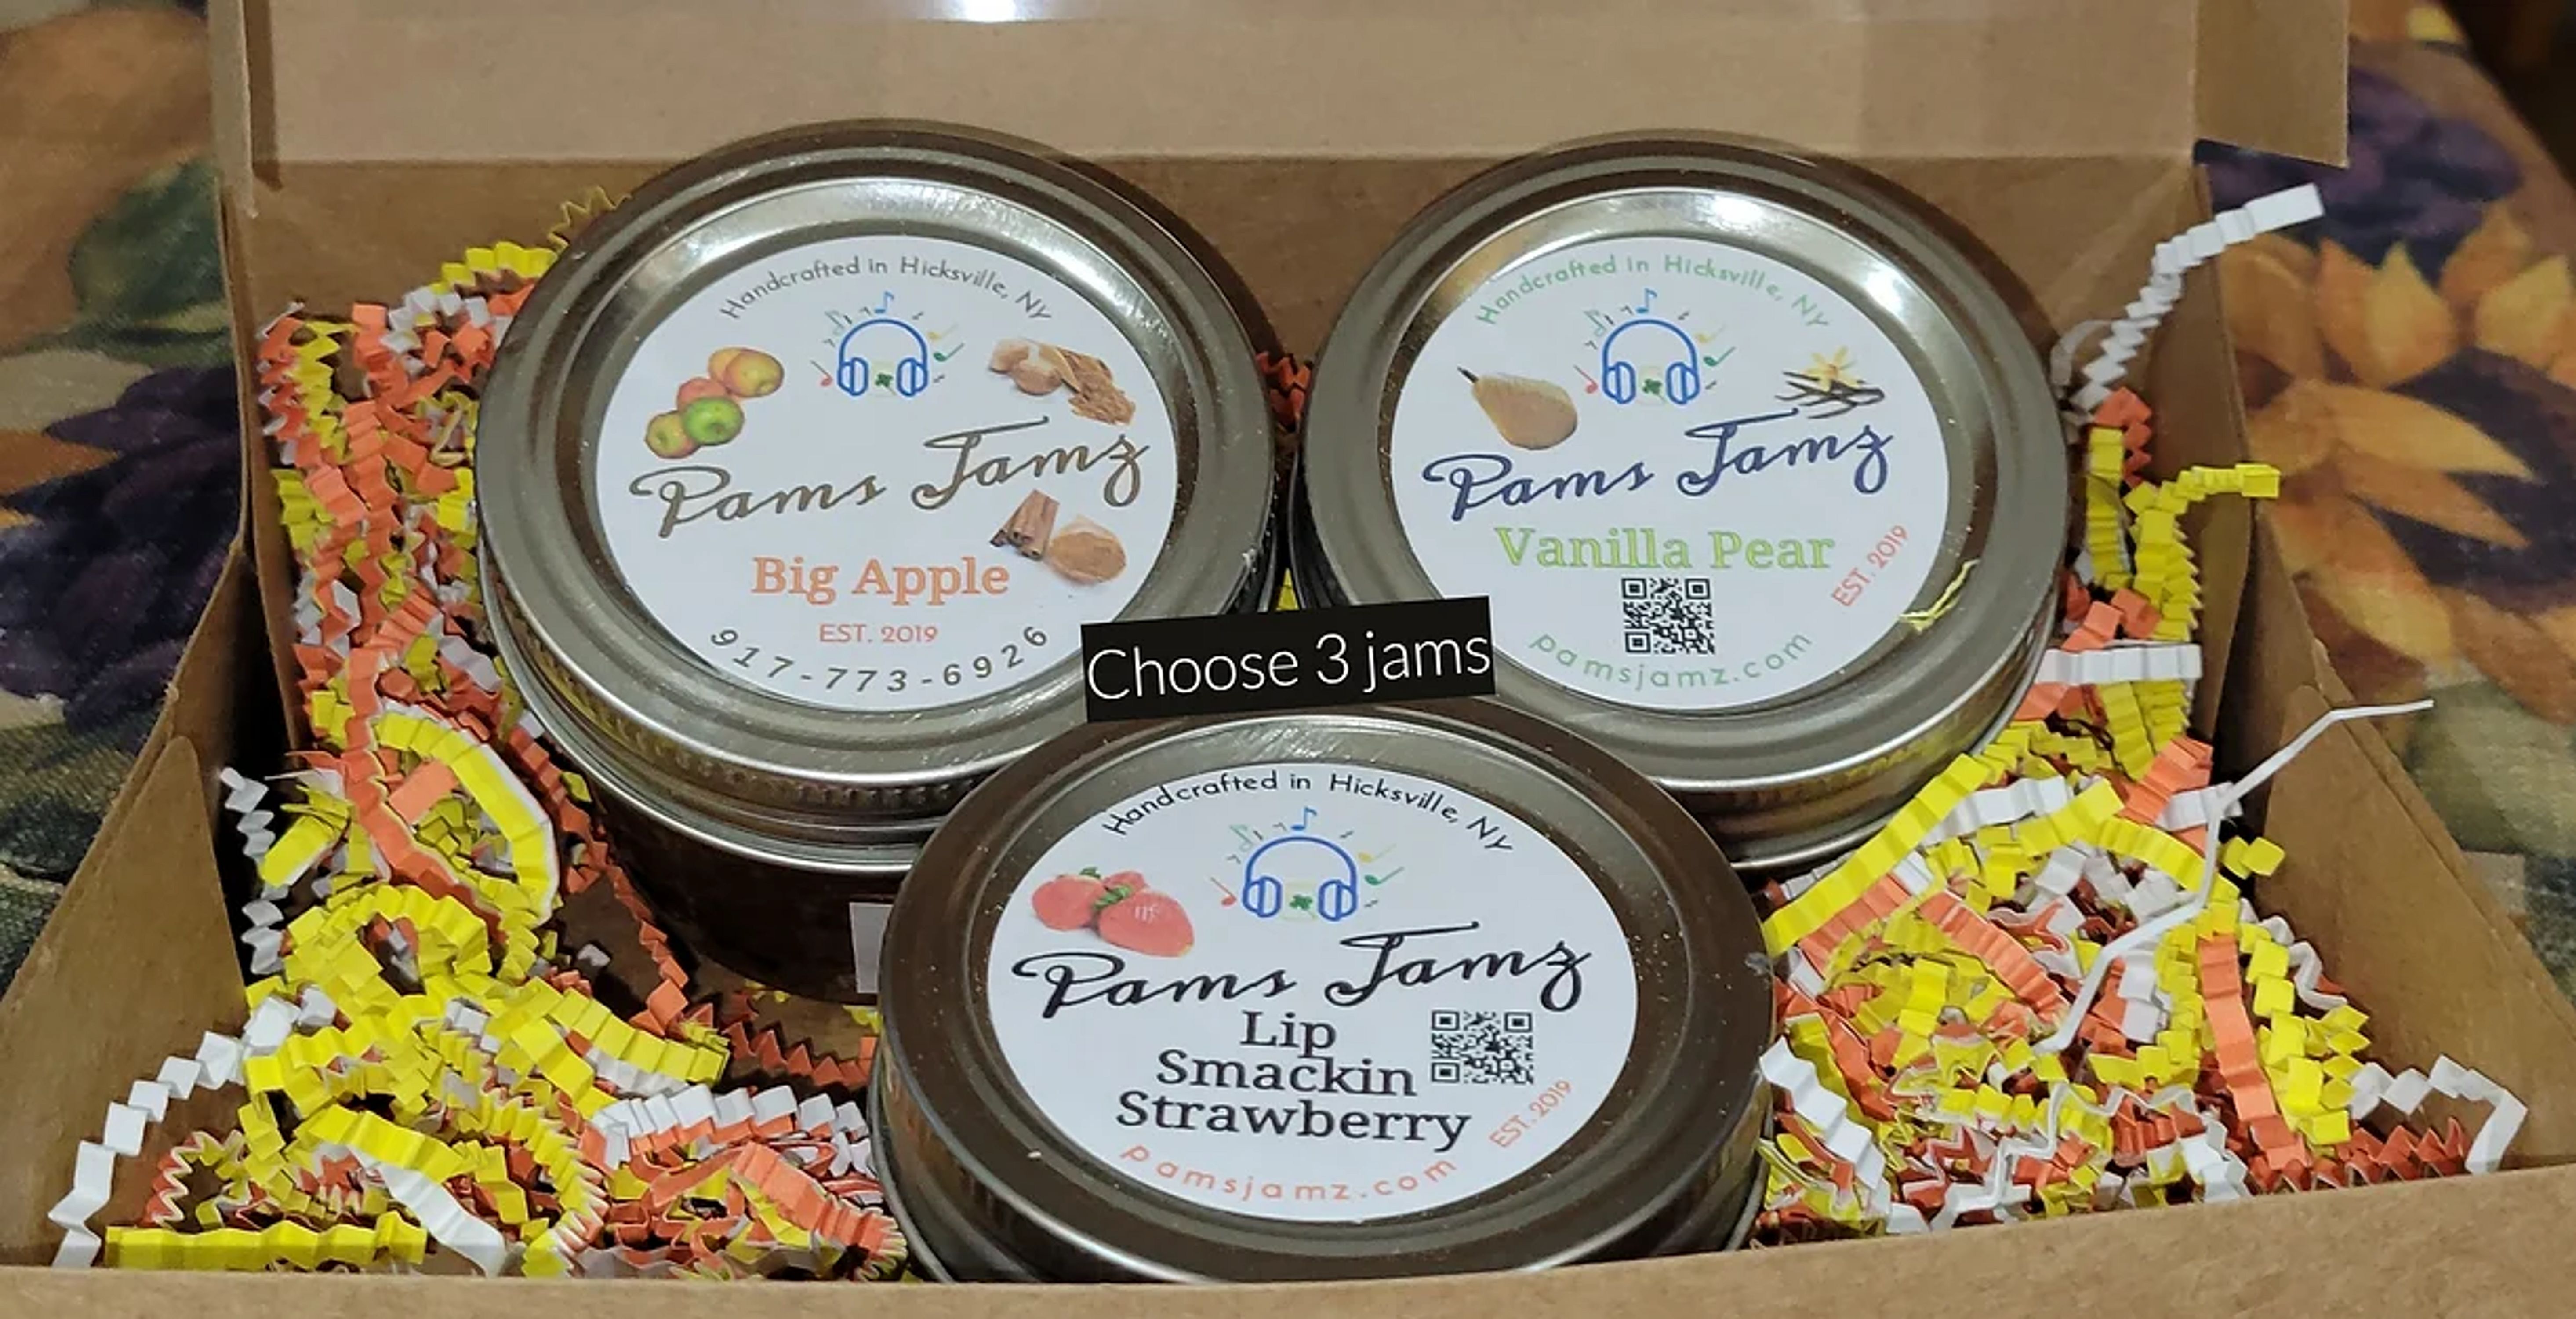 Handcrafted in Hicksville, NY
Pams Jamz
Big Apple
EST. 2019
917-773-6926
Handcrafted in Hicksville, NY
Pams Jamz
Vanilla Pear
EST. 2019
pamsjamz.com
Choose 3 jams
Handcrafted in Hicksville, NY
Pams Jamz
Lip
Smackin
Strawberry
EST. 2019
pamsjamz.com